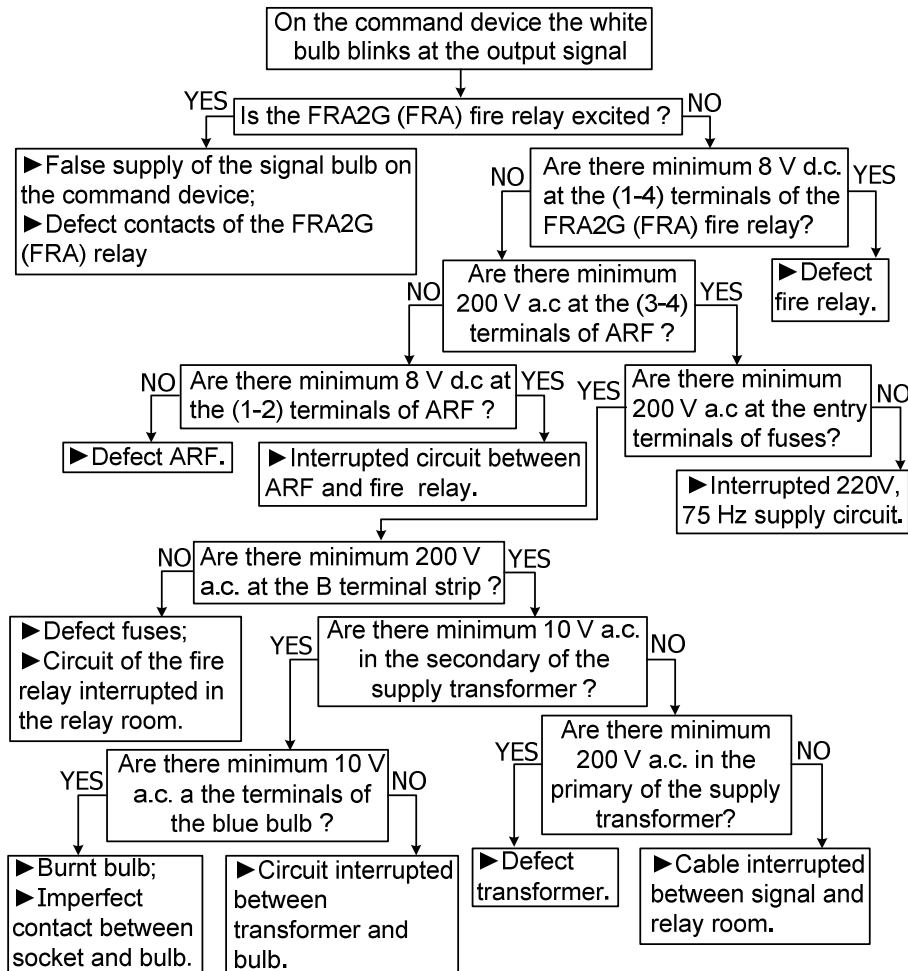 On the command device the white
bulb blinks at the output signal
YES
NO
Is the FRA2G (FRA) fire relay excited ?
►False supply of the signal bulb on
the command device;
►Defect contacts of the FRA2G
(FRA) relay
NO
Are there minimum 8 V d.c.
at the (1-4) terminals of the
FRA2G (FRA) fire relay?
YES
►Defect
fire relay.
NO
Are there minimum
200 V a.c at the (3-4)
terminals of ARF ?
YES
NO
Are there minimum 8 V d.c at
the (1-2) terminals of ARF ?
YES
YES
Are there minimum
200 V a.c at the entry
terminals of fuses?
NO
►Defect ARF.
►Interrupted circuit between
ARF and fire relay.
►Interrupted 220V,
75 Hz supply circuit.
NO
Are there minimum 200 V
a.c. at the B terminal strip ?
YES
►Defect fuses;
►Circuit of the fire
relay interrupted in
the relay room.
YES
Are there minimum 10 V a.c.
in the secondary of the
supply transformer ?
NO
YES
Are there minimum 10 V
a.c. a the terminals of
the blue bulb ?
NO
YES
Are there minimum
200 V a.c. in the
primary of the supply
transformer?
NO
►Burnt bulb;
►Imperfect
contact between
socket and bulb.
►Circuit interrupted
between
transformer and
bulb.
►Defect
transformer.
►Cable interrupted
between signal and
relay room.